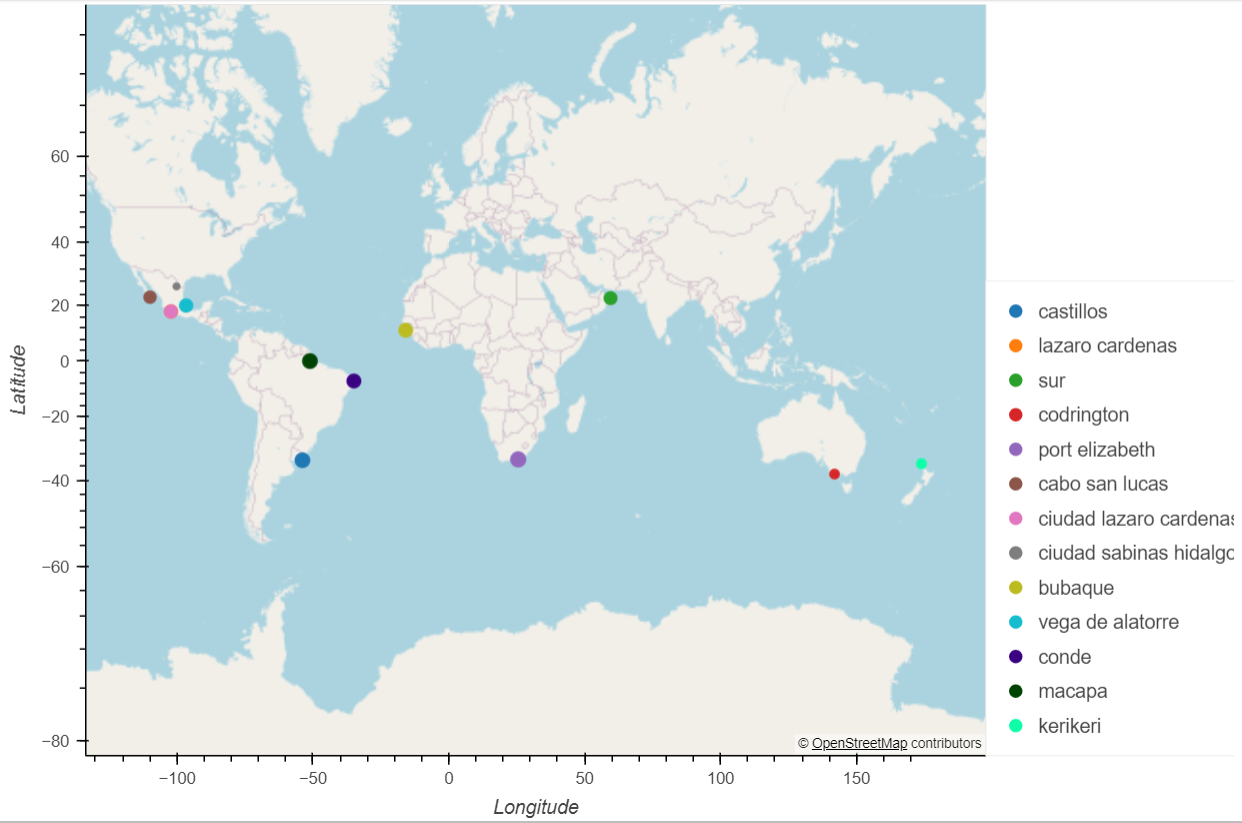 60
40
20
0
−20
−40
−60
−80
Latitude
−100
−50
0
50
100
150
Longitude
© OpenStreetMap contributors
castillos
lazaro cardenas
sur
codrington
port elizabeth
cabo san lucas
ciudad lazaro cardenas
ciudad sabinas hidalgo
bubaque
vega de alatorre
conde
macapa
kerikeri